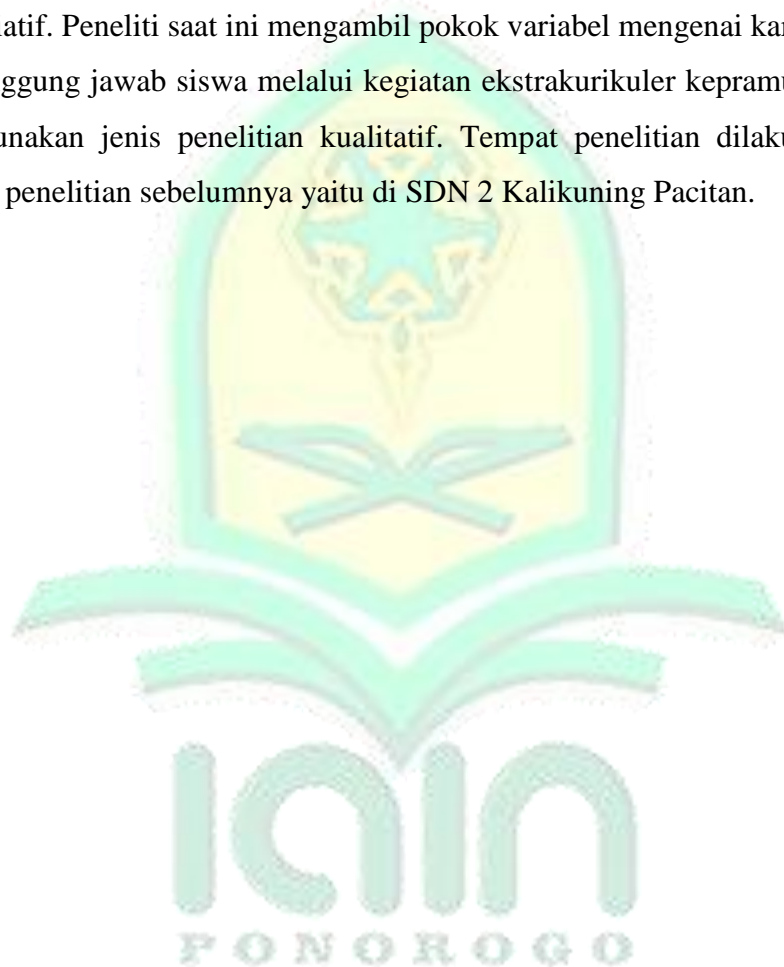 atif. Peneliti saat ini mengambil pokok variabel mengenai kar
ggung jawab siswa melalui kegiatan ekstrakurikuler kepramu
unakan jenis penelitian kualitatif. Tempat penelitian dilaku
penelitian sebelumnya yaitu di SDN 2 Kalikuning Pacitan.
iain
PONOROGO